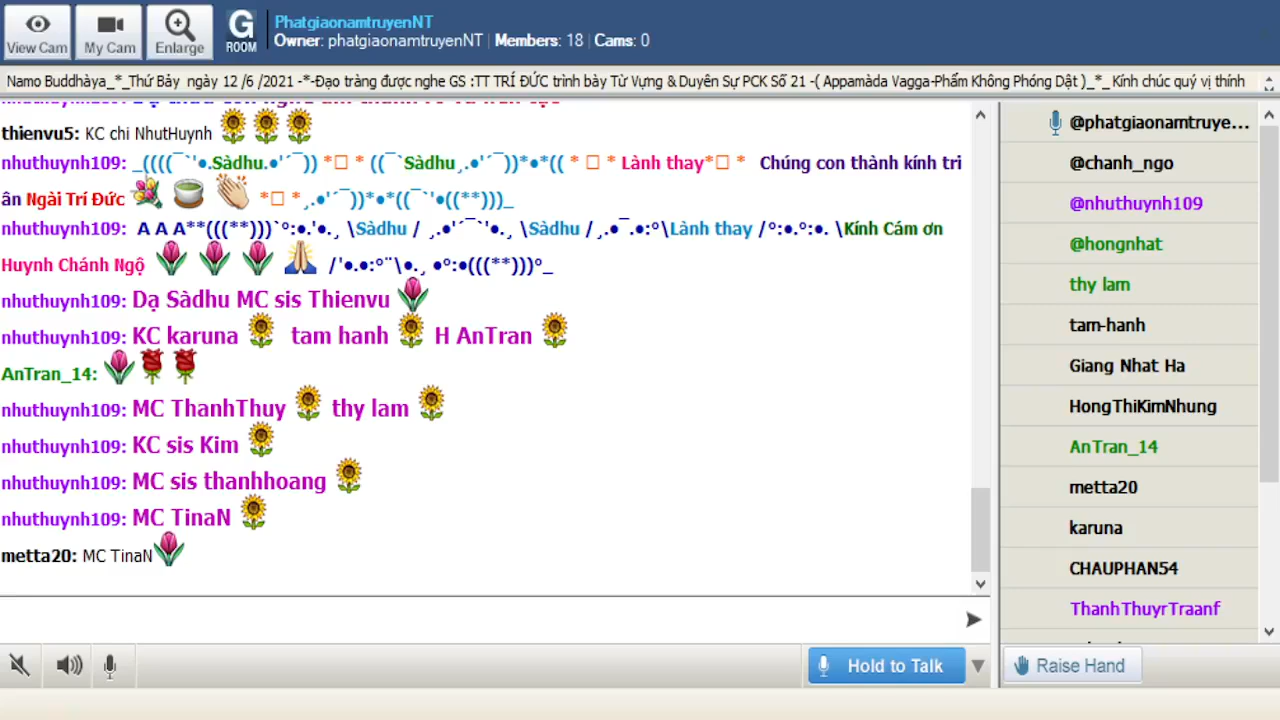 View Cam
My Cam
Enlarge
G
ROOM
PhatgiaonamtruyenNT
Owner: phatgiaonamtruyenNT | Members: 18 | Cams: 0
Namo Buddhàya_*_Thứ Bảy ngày 12 /6 /2021 -*-Đạo tràng được nghe GS :TT TRÍ ĐỨC trình bày Từ Vựng & Duyên Sự PCK Số 21 -( Appamàda Vagga-Phẩm Không Phóng Dật )_*_ Kính chúc quý vị thính
thienvu5: KC chi NhutHuynh
nhuthuynh109: _((((¯`'•.Sàdhu.•'´¯)) *□ * ((¯`Sàdhu¸.•'´¯))*•*(( * □ * Lành thay*□ * Chúng con thành kính tri
ân Ngài Trí Đức *□ *¸.•'´¯))*•*((¯`'•((**)))_
nhuthuynh109: A A A**(((**)))`°:•.'•.¸ \Sàdhu / ¸.•'´¯`'•.¸ \Sàdhu /¸.•¯.•:°\Lành thay /°:•.°:•. \Kính Cám ơn
Huynh Chánh Ngộ /'•.•:°¨\•.¸ •°:•(((**)))°_
nhuthuynh109: Dạ Sàdhu MC sis Thienvu
nhuthuynh109: KC karuna tam hanh H AnTran
AnTran_14:
nhuthuynh109: MC ThanhThuy thy lam
nhuthuynh109: KC sis Kim
nhuthuynh109: MC sis thanhhoang
nhuthuynh109: MC TinaN
metta20: MC TinaN
@phatgiaonamtruye...
@chanh_ngo
@nhuthuynh109
@hongnhat
thy lam
tam-hanh
Giang Nhat Ha
HongThiKimNhung
AnTran_14
metta20
karuna
CHAUPHAN54
ThanhThuyrTraanf
Hold to Talk
Raise Hand